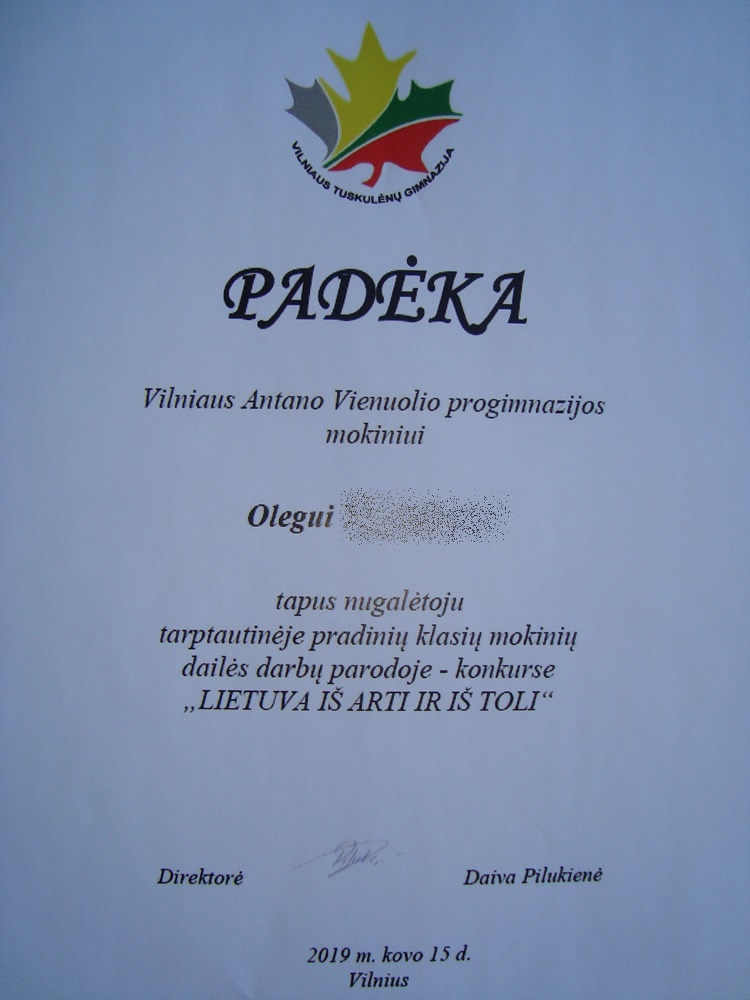 VILNIAUS TUSKULĖNŲ GIMNAZIJA
PADĖKA
Vilniaus Antano Vienuolio progimnazijos
mokiniui
Olegui
tapus nugalėtoju
tarptautinėje pradinių klasių mokinių
dailės darbų parodoje - konkurse
„LIETUVA IŠ ARTI IR IŠ TOLI“
Direktorė
Daiva Pilukienė
2019 m. kovo 15 d.
Vilnius